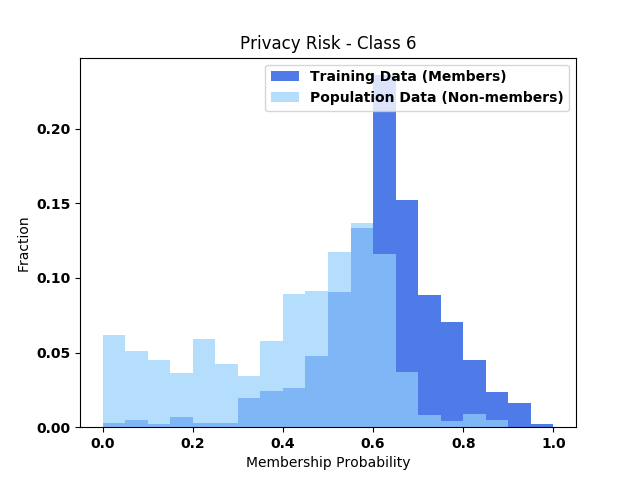 Privacy Risk - Class 6
Training Data (Members)
Population Data (Non-members)
Fraction
0.20
0.15
0.10
0.05
0.00
0.0 0.2 0.4 0.6 0.8 1.0
Membership Probability